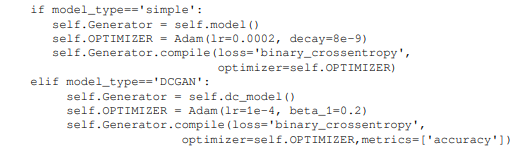 if model_type=='simple':
self.Generator = self.model()
self.OPTIMIZER = Adam(lr=0.0002, decay=8e-9)
self.Generator.compile(loss='binary_crossentropy',
optimizer=self.OPTIMIZER)
elif model_type=='DCGAN':
self.Generator = self.dc_model()
self.OPTIMIZER = Adam(lr=1e-4, beta_1=0.2)
self.Generator.compile(loss='binary_crossentropy',
optimizer=self.OPTIMIZER,metrics=['accuracy'])